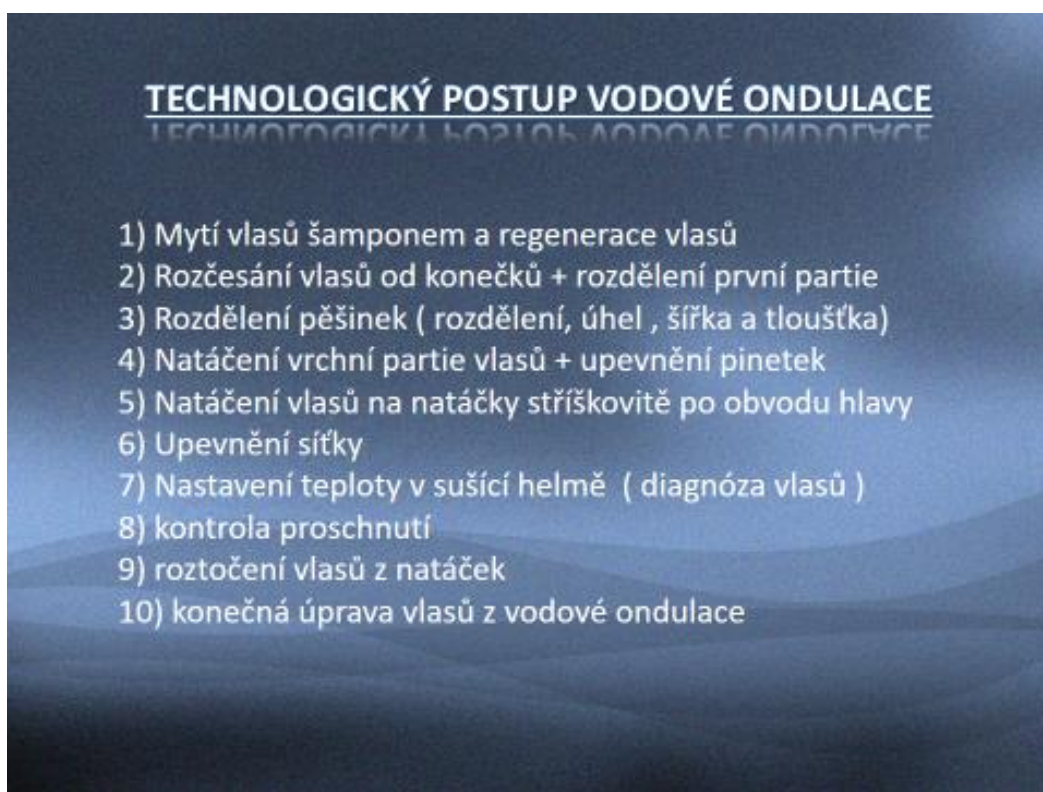 TECHNOLOGICKÝ POSTUP VODOVÉ ONDULACE
1) Mytí vlasů šamponem a regenerace vlasů
2) Rozčesání vlasů od konečků + rozdělení první partie
3) Rozdělení pěšinek ( rozdělení, úhel , šířka a tloušťka)
4) Natáčení vrchní partie vlasů + upevnění pinetek
5) Natáčení vlasů na natáčky stříškovitě po obvodu hlavy
6) Upevnění síťky
7) Nastavení teploty v sušící helmě  ( diagnóza vlasů )
8) kontrola proschnutí
9) roztočení vlasů z natáček
10) konečná úprava vlasů z vodové ondulace